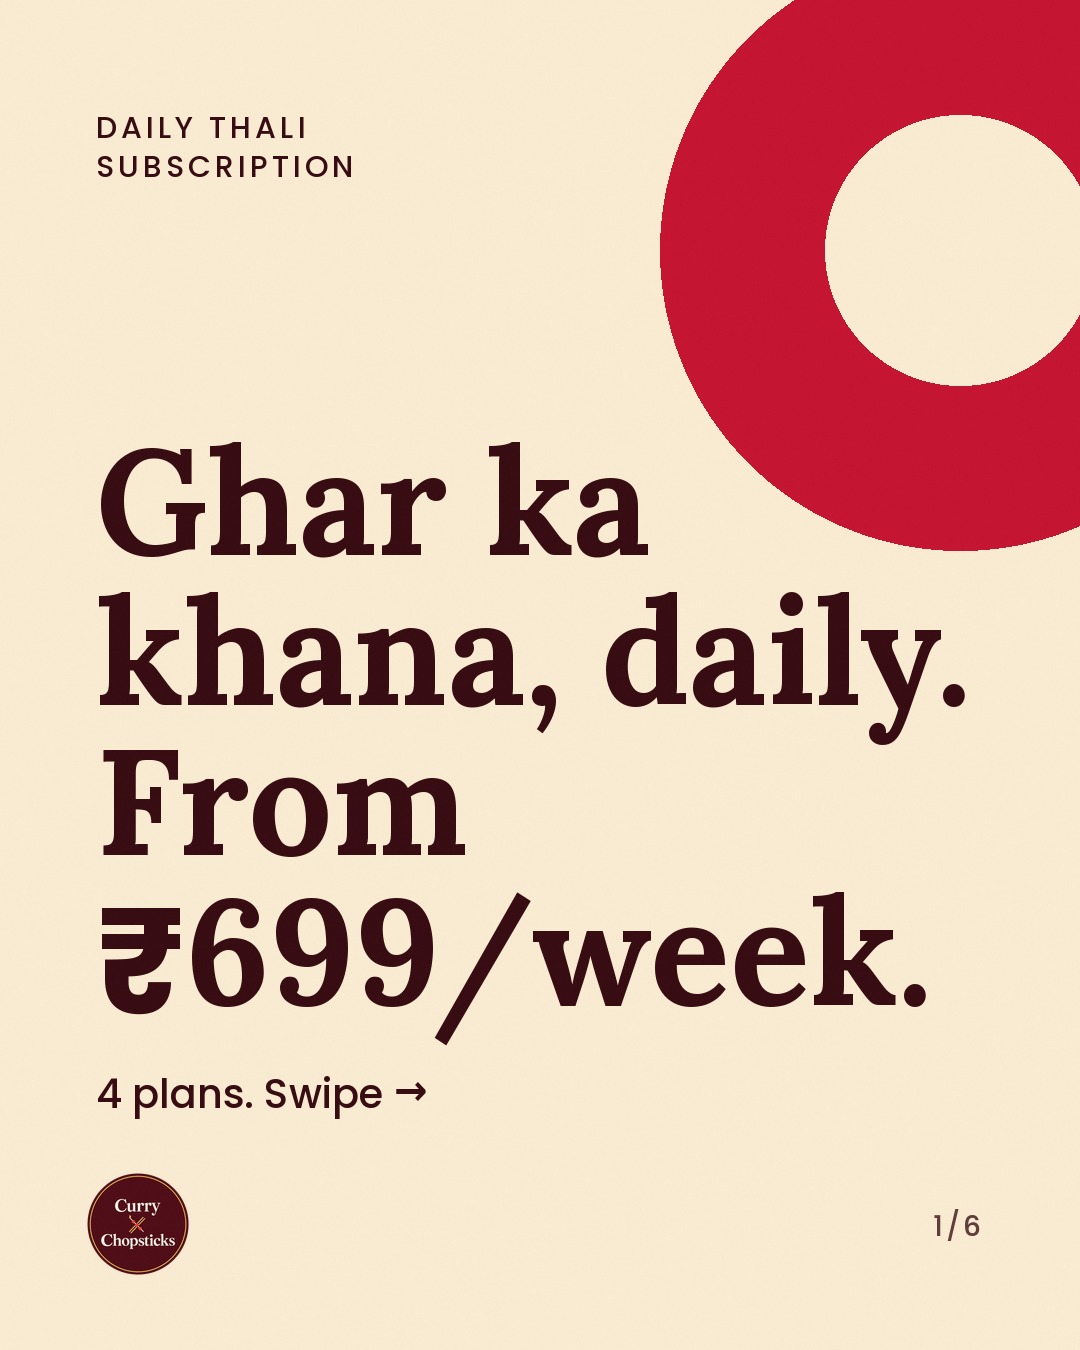 DAILY THALI
SUBSCRIPTION
Ghar ka
khana, daily.
From
₹699/week.
4 plans. Swipe →
Curry
Chopsticks
1/6